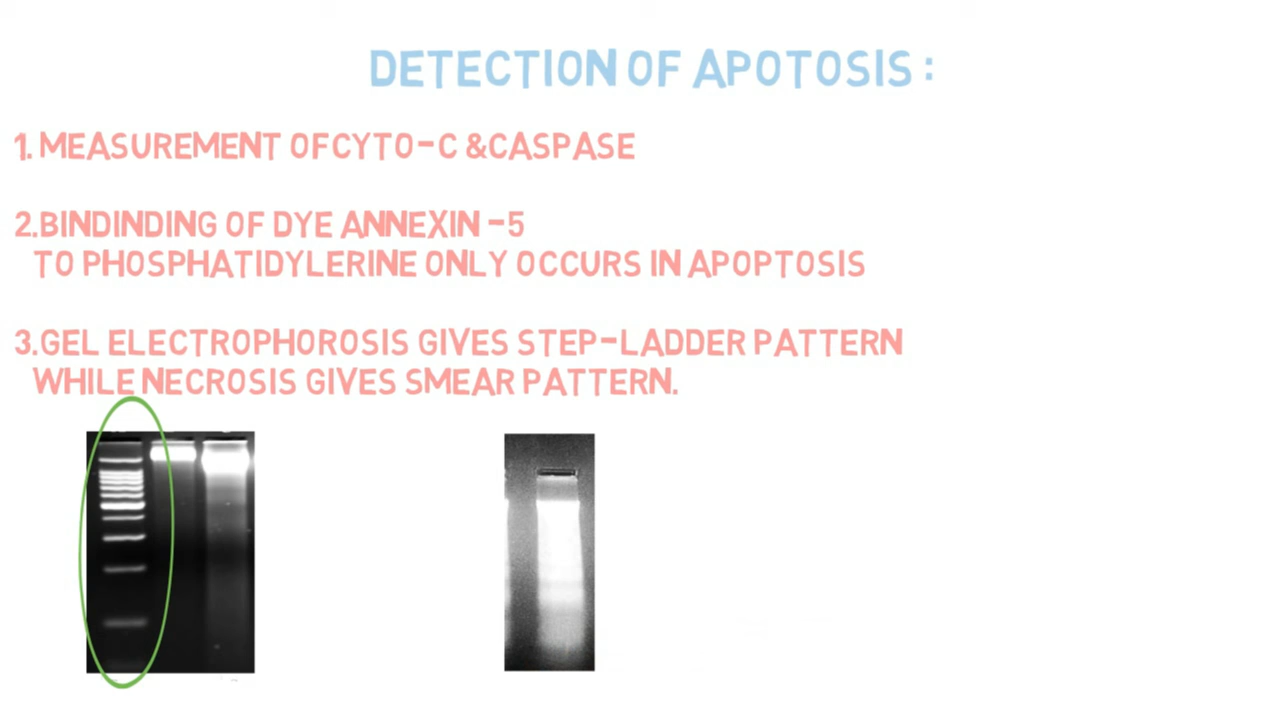 DETECTION OF APOTOSIS :
1. MEASUREMENT OFCYTO-C &CASPASE
2.BINDINDING OF DYE ANNEXIN -5
TO PHOSPHATIDYLERINE ONLY OCCURS IN APOPTOSIS
3.GEL ELECTROPHOROSIS GIVES STEP-LADDER PATTERN
WHILE NECROSIS GIVES SMEAR PATTERN.